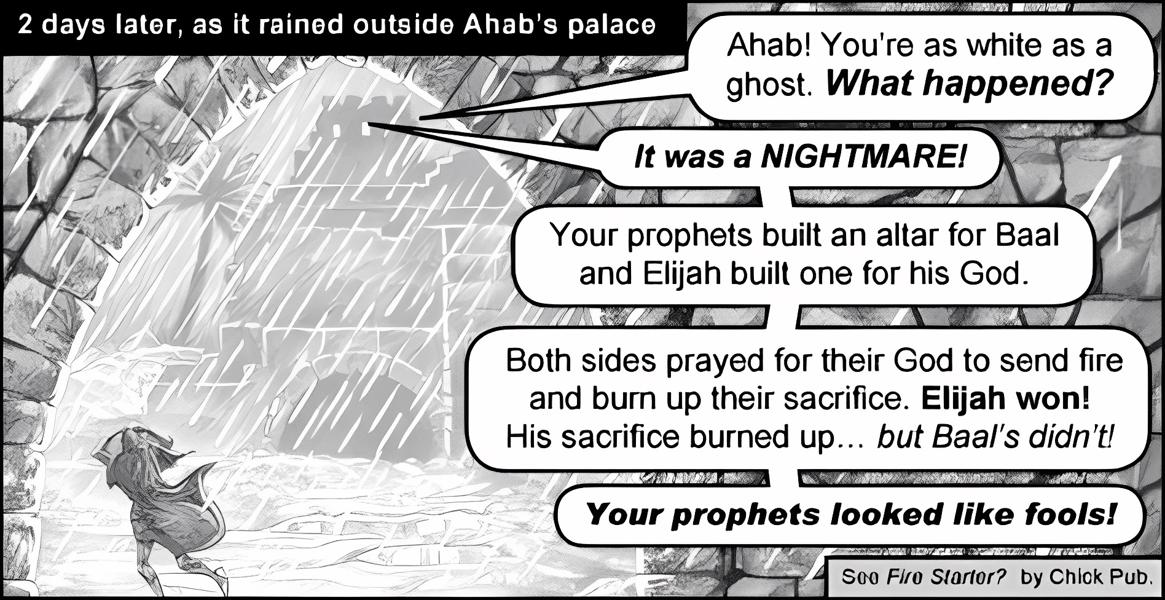 2 days later, as it rained outside Ahab's palace
Ahab! You're as white as a
ghost. What happened?
It was a NIGHTMARE!
Your prophets built an altar for Baal
and Elijah built one for his God.
Both sides prayed for their God to send fire
and burn up their sacrifice. Elijah won!
His sacrifice burned up... but Baal's didn't!
Your prophets looked like fools!
See Fire Starter? by Chick Pub.